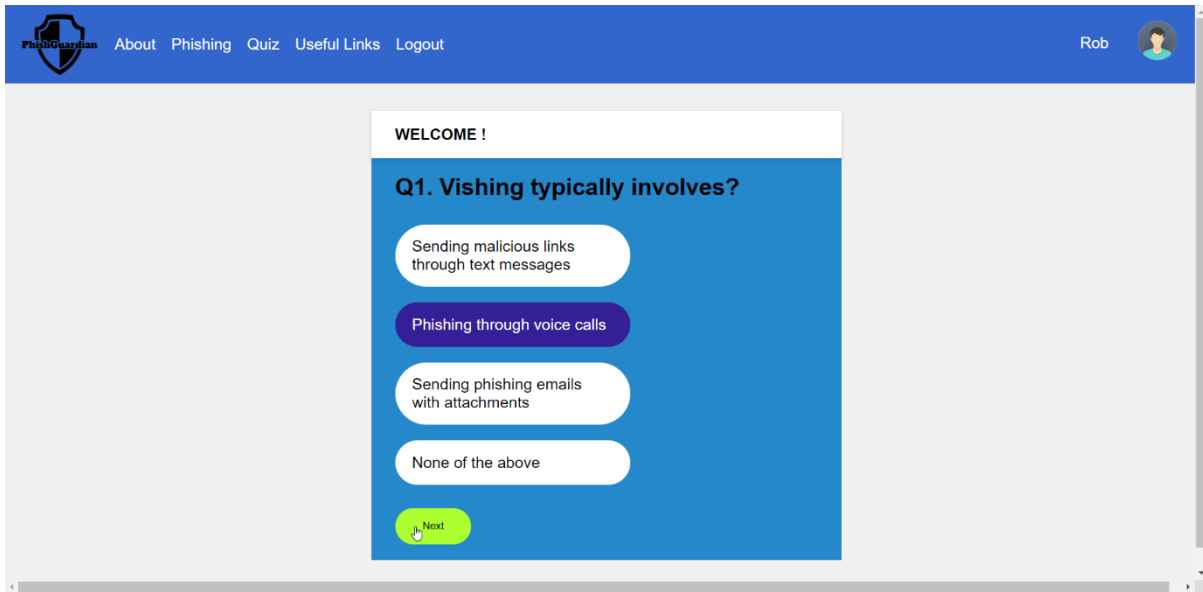 PhishGuardian
About Phishing Quiz Useful Links Logout
Rob
WELCOME !
Q1. Vishing typically involves?
Sending malicious links
through text messages
Phishing through voice calls
Sending phishing emails
with attachments
None of the above
Next